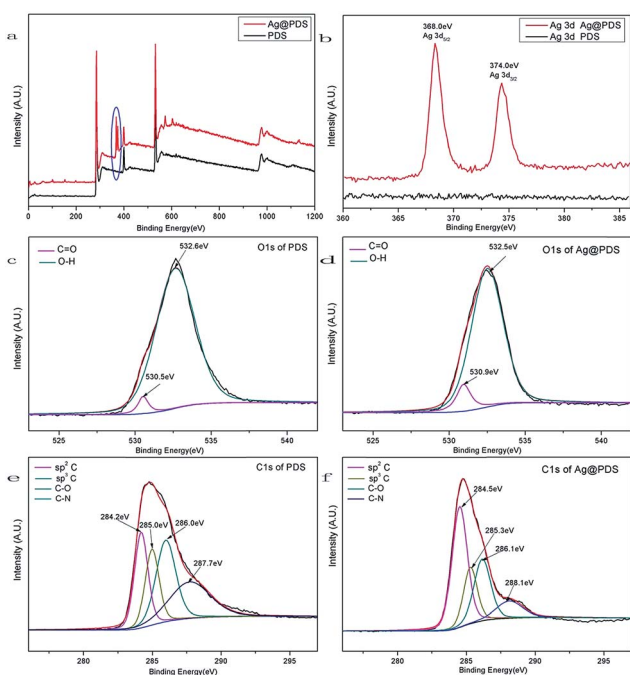 a
Ag@PDS
PDS
Intensity (A.U.)
0 200 400 600 800 1000 1200
Binding Energy(eV)
b
Ag 3d Ag@PDS
Ag 3d PDS
368.0eV
Ag 3d5/2
374.0eV
Ag 3d3/2
Intensity (A.U.)
360 365 370 375 380 385
Binding Energy(eV)
c
C=O
O-H
O1s of PDS
532.6eV
530.5eV
Intensity (A.U.)
525 530 535 540
Binding Energy(eV)
d
C=O
O-H
O1s of Ag@PDS
532.5eV
530.9eV
Intensity (A.U.)
525 530 535 540
Binding Energy(eV)
e
sp2 C
sp3 C
C-O
C-N
C1s of PDS
284.2eV
285.0eV
286.0eV
287.7eV
Intensity (A.U.)
280 285 290 295
Binding Energy(eV)
f
sp2 C
sp3 C
C-O
C-N
C1s of Ag@PDS
284.5eV
285.3eV
286.1eV
288.1eV
Intensity (A.U.)
280 285 290 295
Binding Energy(eV)